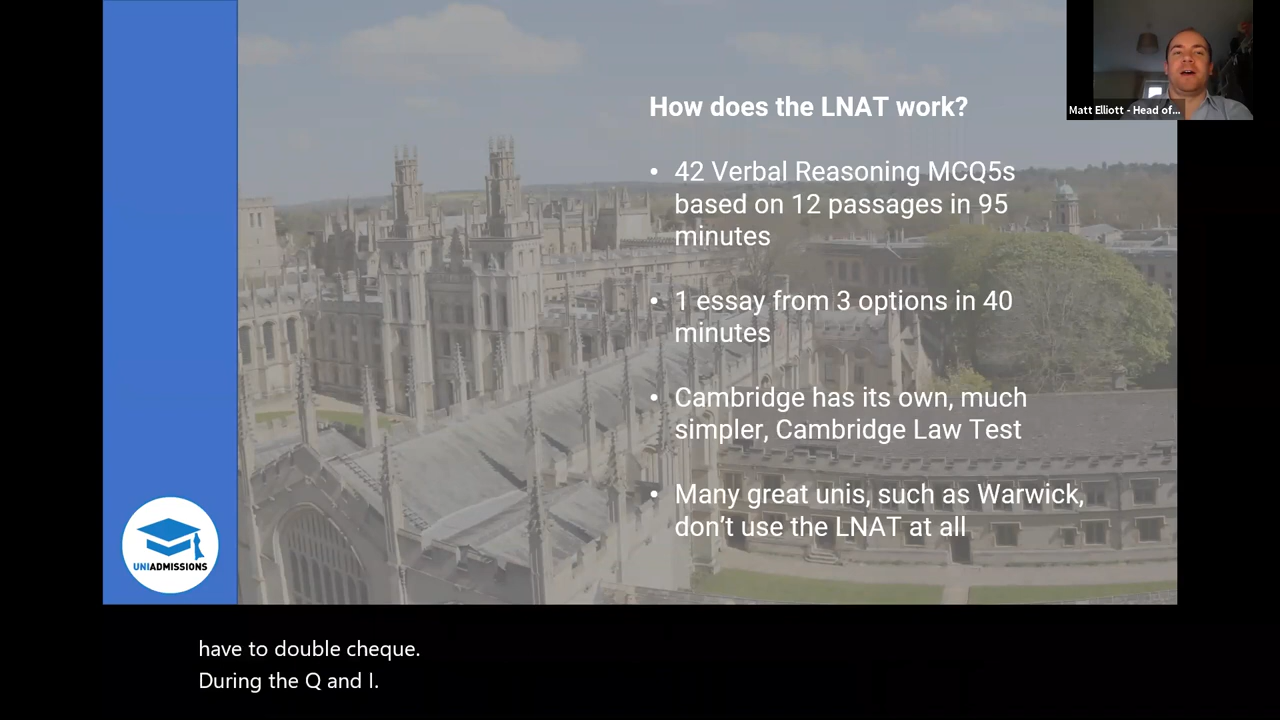 How does the LNAT work?
Matt Elliott - Head of...
• 42 Verbal Reasoning MCQ5s
based on 12 passages in 95
minutes
• 1 essay from 3 options in 40
minutes
• Cambridge has its own, much
simpler, Cambridge Law Test
• Many great unis, such as Warwick,
don't use the LNAT at all
UNIADMISSIONS
have to double cheque.
During the Q and I.